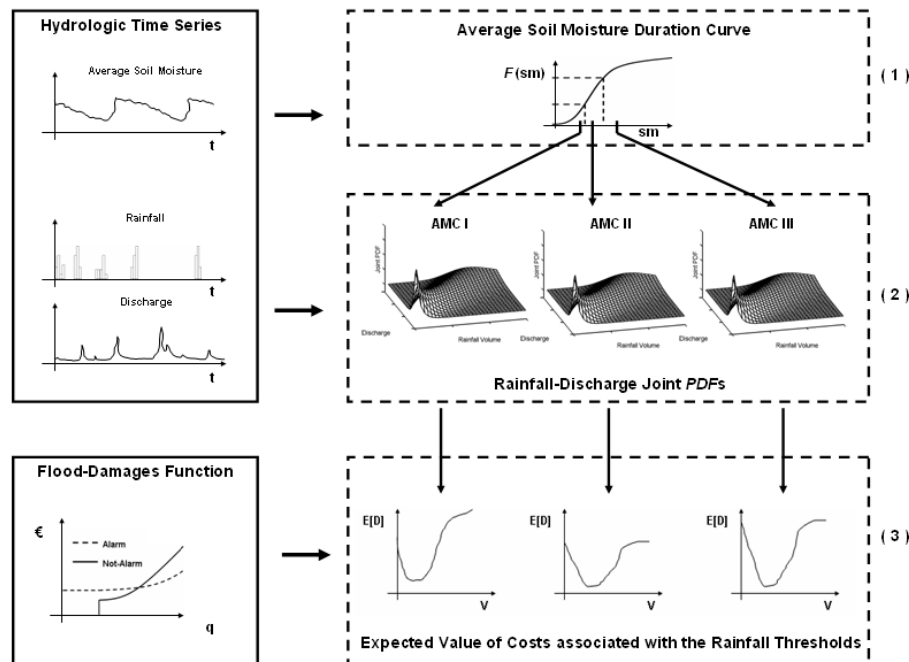 Hydrologic Time Series
Average Soil Moisture
t
Rainfall
t
Discharge
t
Average Soil Moisture Duration Curve
F(sm)
sm
( 1 )
AMC I
AMC II
AMC III
Joint PDF
Discharge
Rainfall Volume
Joint PDF
Discharge
Rainfall Volume
Joint PDF
Discharge
Rainfall Volume
( 2 )
Rainfall-Discharge Joint PDFs
Flood-Damages Function
€
Alarm
Not-Alarm
q
E[D]
V
E[D]
V
E[D]
V
( 3 )
Expected Value of Costs associated with the Rainfall Thresholds